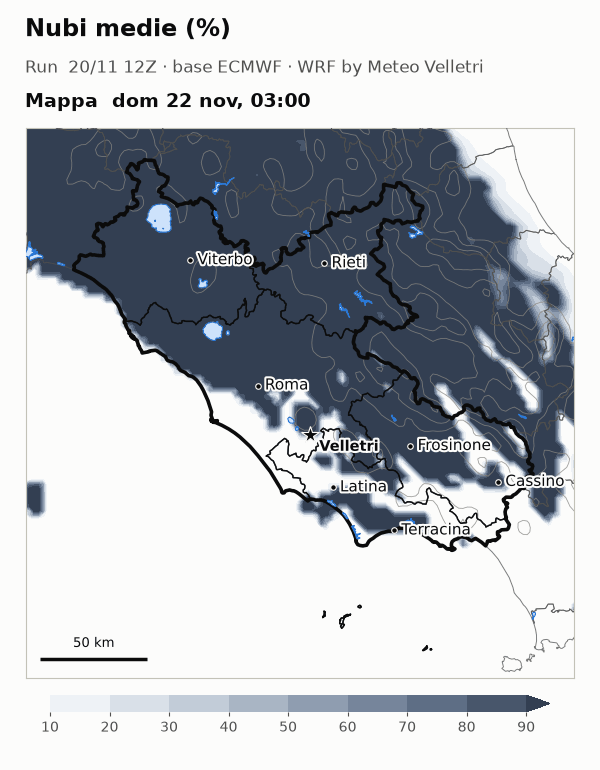 Nubi medie (%)
Run 20/11 12Z · base ECMWF · WRF by Meteo Velletri
Mappa dom 22 nov, 03:00
Viterbo
Rieti
Roma
Velletri
Frosinone
Cassino
Latina
Terracina
50 km
10 20 30 40 50 60 70 80 90